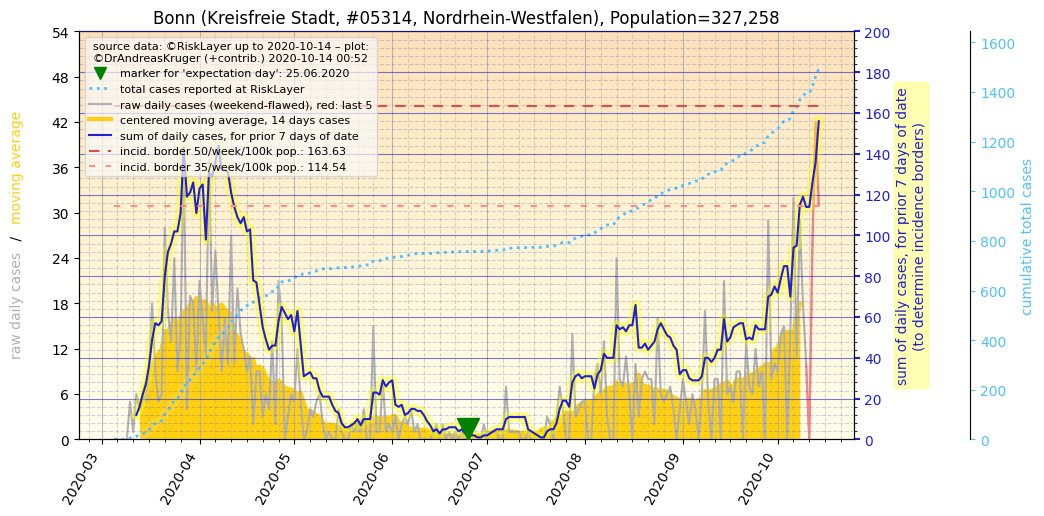 Bonn (Kreisfreie Stadt, #05314, Nordrhein-Westfalen), Population=327,258
source data: ©RiskLayer up to 2020-10-14 – plot:
©DrAndreasKruger (+contrib.) 2020-10-14 00:52
marker for 'expectation day': 25.06.2020
total cases reported at RiskLayer
raw daily cases (weekend-flawed), red: last 5
centered moving average, 14 days cases
sum of daily cases, for prior 7 days of date
incid. border 50/week/100k pop.: 163.63
incid. border 35/week/100k pop.: 114.54
raw daily cases / moving average
54
48
42
36
30
24
18
12
6
0
2020-03
2020-04
2020-05
2020-06
2020-07
2020-08
2020-09
2020-10
200
180
160
140
120
100
80
60
40
20
0
sum of daily cases, for prior 7 days of date
(to determine incidence borders)
1600
1400
1200
1000
800
600
400
200
0
cumulative total cases